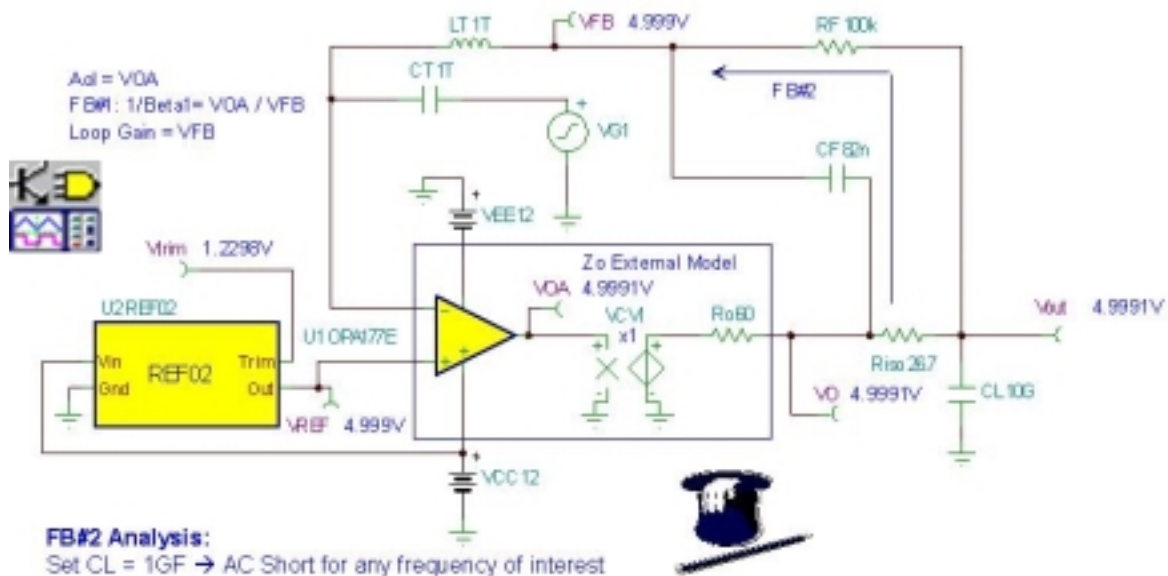 LT 1T
VFB 4.999V
RF 100k
CT 1T
Aol = VOA
FB#1: 1/Beta1= VOA / VFB
Loop Gain = VFB
FB#2
VG1
CF 82n
VEE 12
Vtrim 1.2298V
Zo External Model
VOA 4.9991V
U2 REF02
U1 OPA177E
VCV1
x1
Ro 60
Vout 4.9991V
Vin
Trim
REF02
Gnd
Out
Riso 26.7
VREF 4.999V
VO 4.9991V
CL 10G
VCC 12
FB#2 Analysis:
Set CL = 1GF → AC Short for any frequency of interest